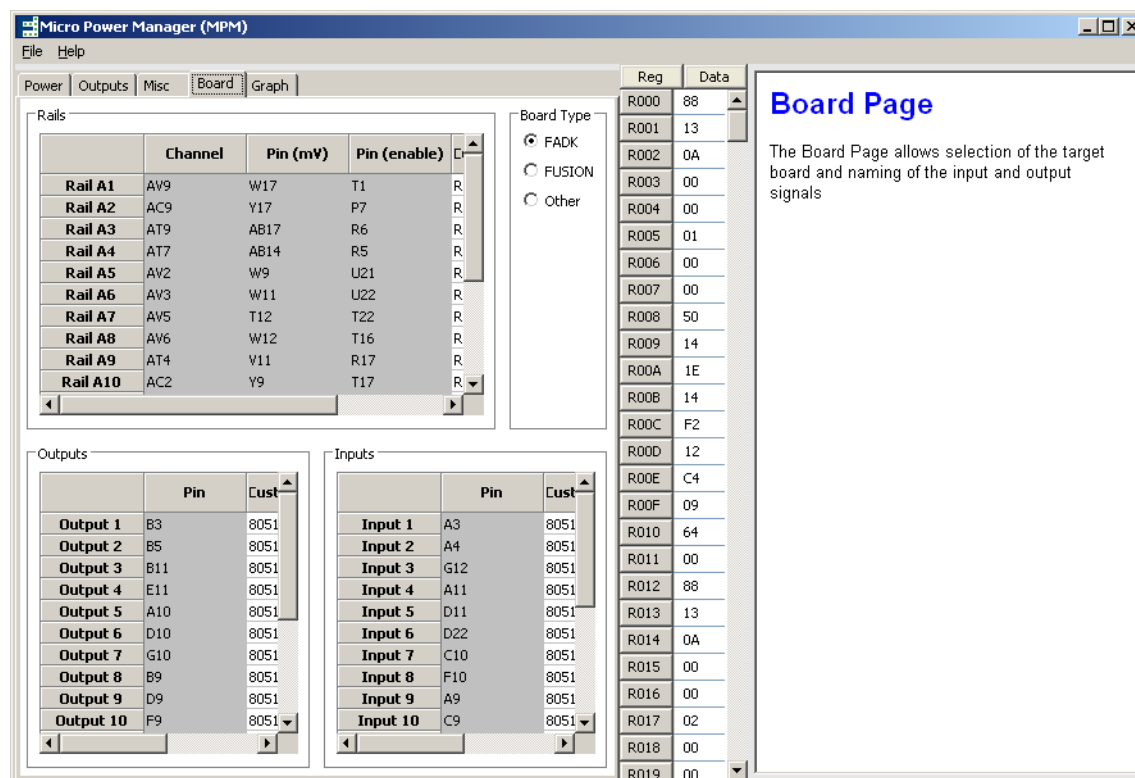 Micro Power Manager (MPM)
File Help
Power Outputs Misc Board Graph
Rails
Channel Pin (mV) Pin (enable)
Rail A1 AV9 W17 T1 R
Rail A2 AC9 Y17 P7 R
Rail A3 AT9 AB17 R6 R
Rail A4 AT7 AB14 R5 R
Rail A5 AV2 W9 U21 R
Rail A6 AV3 W11 U22 R
Rail A7 AV5 T12 T22 R
Rail A8 AV6 W12 T16 R
Rail A9 AT4 V11 R17 R
Rail A10 AC2 Y9 T17 R
Board Type
FADK
FUSION
Other
Outputs
Pin Cust
Output 1 B3 8051
Output 2 B5 8051
Output 3 B11 8051
Output 4 E11 8051
Output 5 A10 8051
Output 6 D10 8051
Output 7 G10 8051
Output 8 B9 8051
Output 9 D9 8051
Output 10 F9 8051
Inputs
Pin Cust
Input 1 A3 8051
Input 2 A4 8051
Input 3 G12 8051
Input 4 A11 8051
Input 5 D11 8051
Input 6 D22 8051
Input 7 C10 8051
Input 8 F10 8051
Input 9 A9 8051
Input 10 C9 8051
Reg Data
R000 88
R001 13
R002 0A
R003 00
R004 00
R005 01
R006 00
R007 00
R008 50
R009 14
R00A 1E
R00B 14
R00C F2
R00D 12
R00E C4
R00F 09
R010 64
R011 00
R012 88
R013 13
R014 0A
R015 00
R016 00
R017 02
R018 00
R019 00
Board Page
The Board Page allows selection of the target
board and naming of the input and output
signals